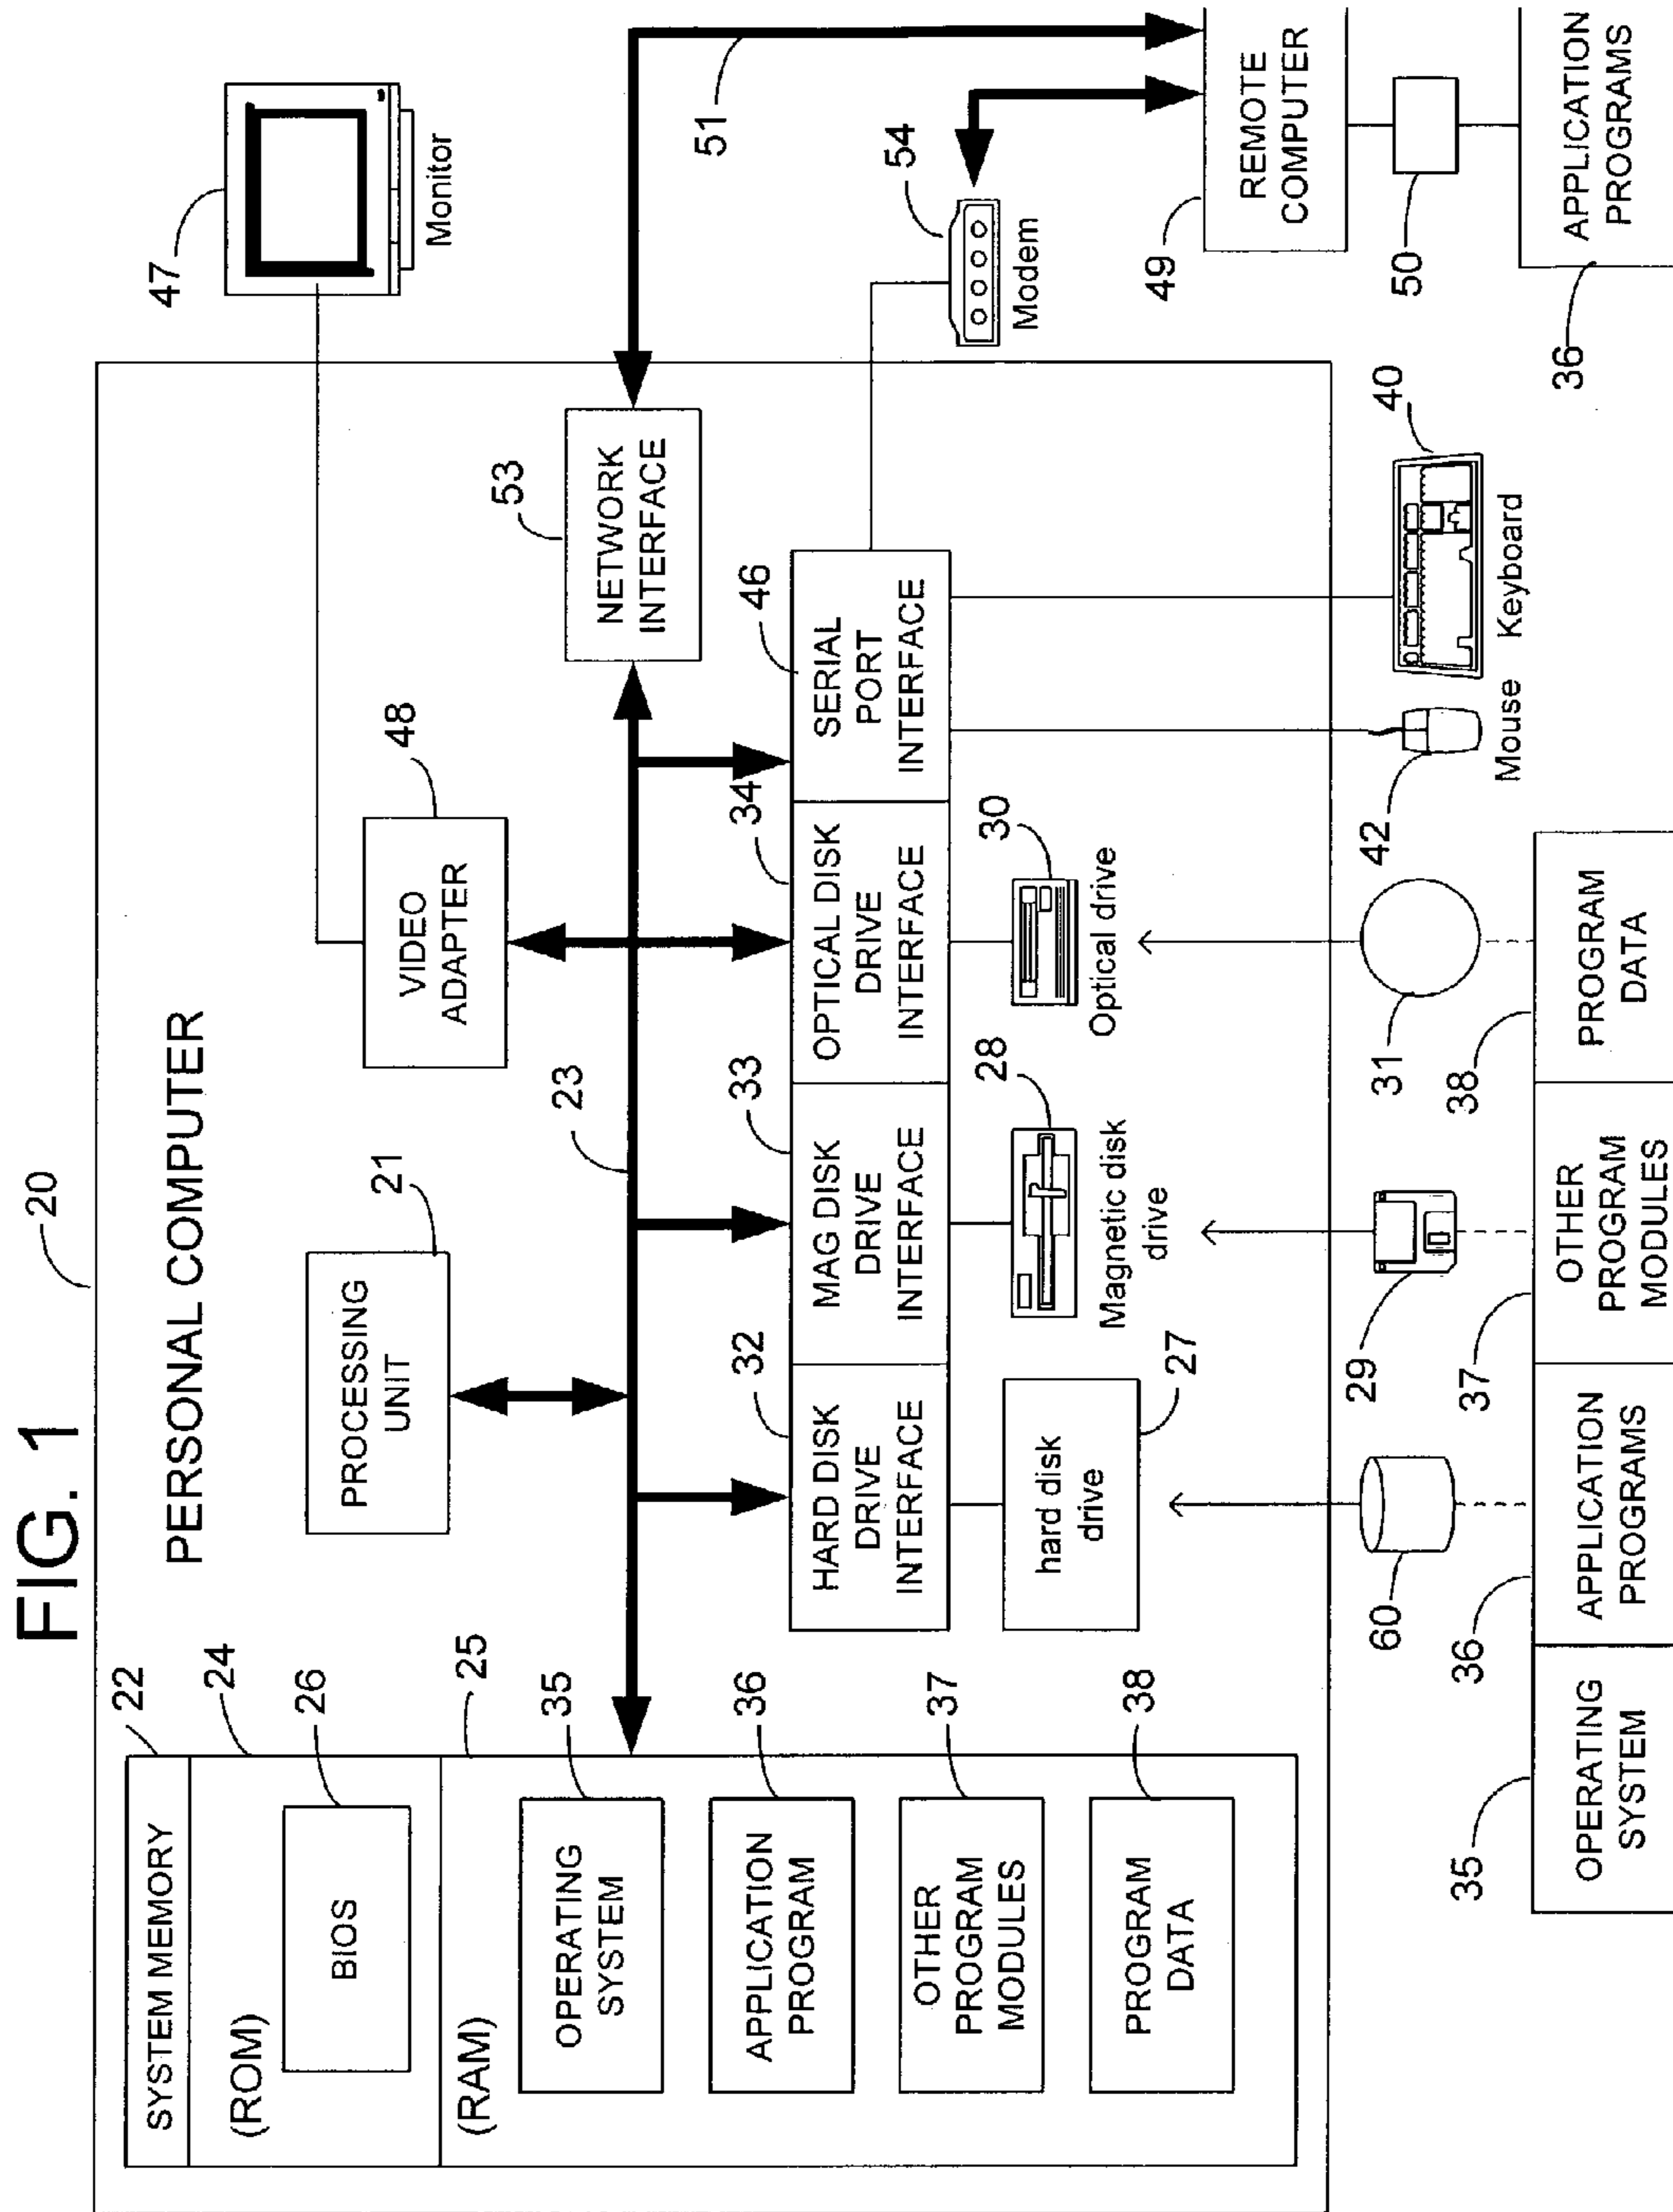 FIG. 1
20
PERSONAL COMPUTER
47
Monitor
22
SYSTEM MEMORY
24
(ROM)
26
BIOS
25
(RAM)
35
OPERATING
SYSTEM
36
APPLICATION
PROGRAM
37
OTHER
PROGRAM
MODULES
38
PROGRAM
DATA
21
PROCESSING
UNIT
48
VIDEO
ADAPTER
23
53
NETWORK
INTERFACE
51
32
HARD DISK
DRIVE
INTERFACE
33
MAG DISK
DRIVE
INTERFACE
34
OPTICAL DISK
DRIVE
INTERFACE
46
SERIAL
PORT
INTERFACE
54
Modem
27
hard disk
drive
28
Magnetic disk
drive
30
Optical drive
49
REMOTE
COMPUTER
60
29
31
42
Mouse
40
Keyboard
50
35
OPERATING
SYSTEM
36
APPLICATION
PROGRAMS
37
OTHER
PROGRAM
MODULES
38
PROGRAM
DATA
36
APPLICATION
PROGRAMS